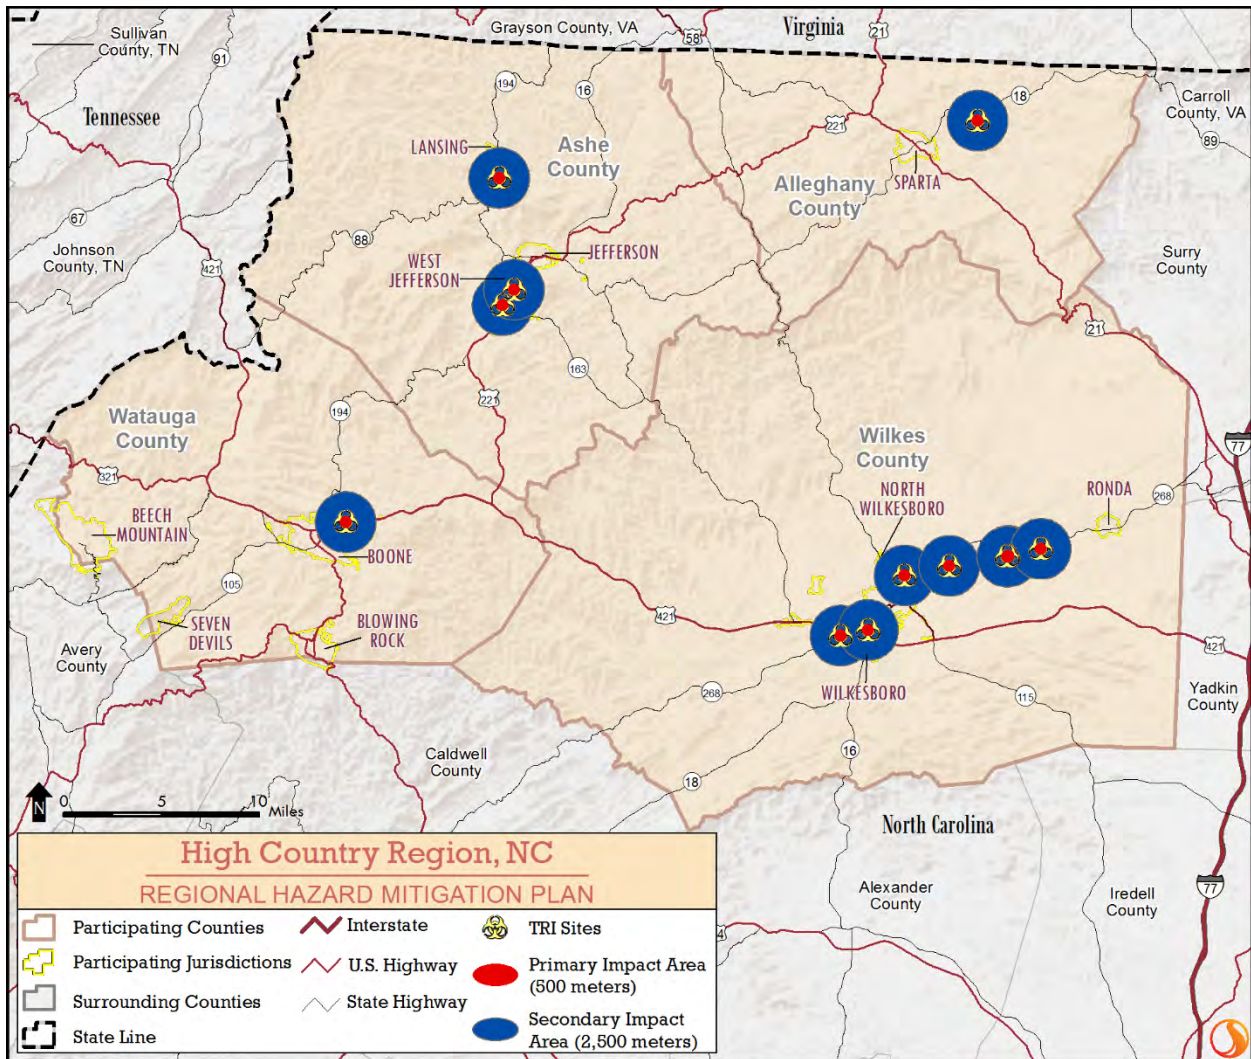 Sullivan
County, TN
Grayson County, VA
Virginia
58
21
91
194
16
18
Carroll
County, VA
Tennessee
221
89
LANSING
Ashe
County
Alleghany
County
SPARTA
67
88
Johnson
County, TN
421
WEST
JEFFERSON
JEFFERSON
Surry
County
21
163
Watauga
County
194
221
Wilkes
County
77
321
NORTH
WILKESBORO
RONDA
268
BEECH
MOUNTAIN
BOONE
105
SEVEN
DEVILS
BLOWING
ROCK
421
421
Avery
County
WILKESBORO
268
115
Yadkin
County
Caldwell
County
16
18
N
0 5 10
Miles
North Carolina
Alexander
County
77
Iredell
County
High Country Region, NC
REGIONAL HAZARD MITIGATION PLAN
Participating Counties
Interstate
TRI Sites
Participating Jurisdictions
U.S. Highway
Primary Impact Area
(500 meters)
Surrounding Counties
State Highway
Secondary Impact
Area (2,500 meters)
State Line